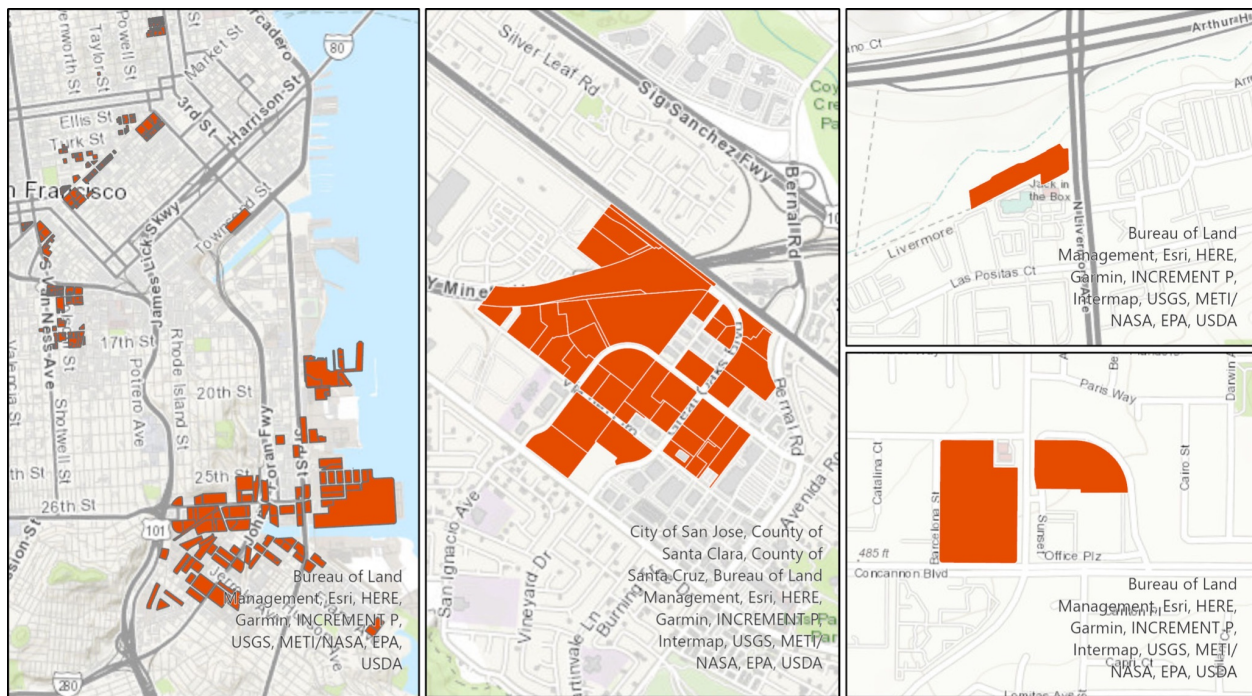 Powell St
Taylor St
Market St
80
3rd St
Harrison St
Ellis St
Turk St
Francisco
Townsend St
James Lick Skwy
S Van Ness Ave
17th St
Potrero Ave
Rhode Island St
20th St
Shotwell St
3rd St
25th St
26th St
101
280
Bureau of Land
Management, Esri, HERE,
Garmin, INCREMENT P,
USGS, METI/NASA, EPA,
USDA
Silver Leaf Rd
Sig Sanchez Fwy
Bernal Rd
Bernal Rd
Avenida
San Ignacio Ave
Vineyard Dr
City of San Jose, County of
Santa Clara, County of
Santa Cruz, Bureau of Land
Management, Esri, HERE,
Garmin, INCREMENT P,
Intermap, USGS, METI/
NASA, EPA, USDA
Jack in
the Box
Livermore
N Livermore Ave
Las Positas Ct
Bureau of Land
Management, Esri, HERE,
Garmin, INCREMENT P,
Intermap, USGS, METI/
NASA, EPA, USDA
Paris Way
Catalina Ct
Barcelona St
Cairo St
Sunset
Office Plz
485 ft
Concannon Blvd
Bureau of Land
Management, Esri, HERE,
Garmin, INCREMENT P,
Intermap, USGS, METI/
NASA, EPA, USDA